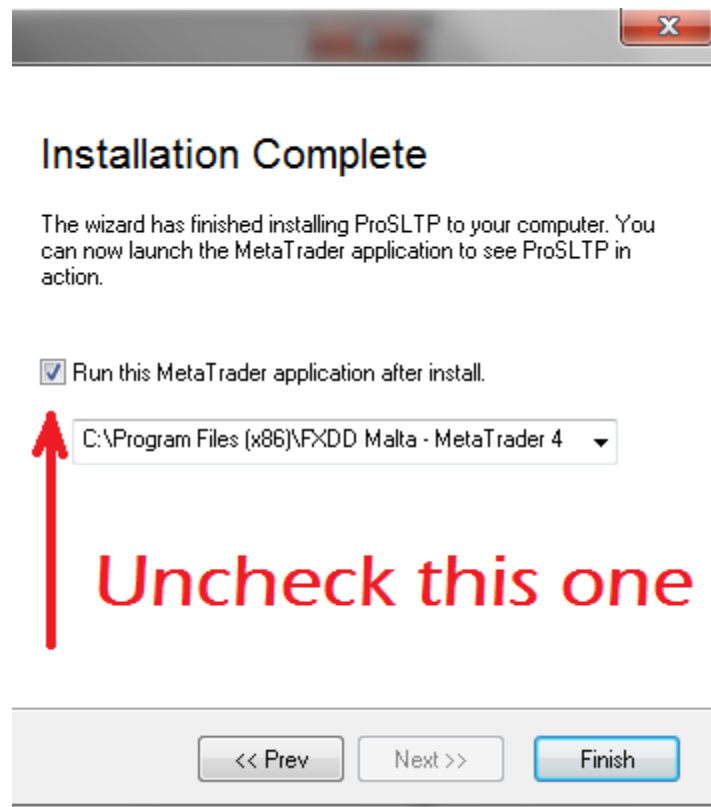 Installation Complete
The wizard has finished installing ProSLTP to your computer. You
can now launch the MetaTrader application to see ProSLTP in
action.
Run this MetaTrader application after install.
C:\Program Files (x86)\FXDD Malta - MetaTrader 4
Uncheck this one
<< Prev
Next >>
Finish